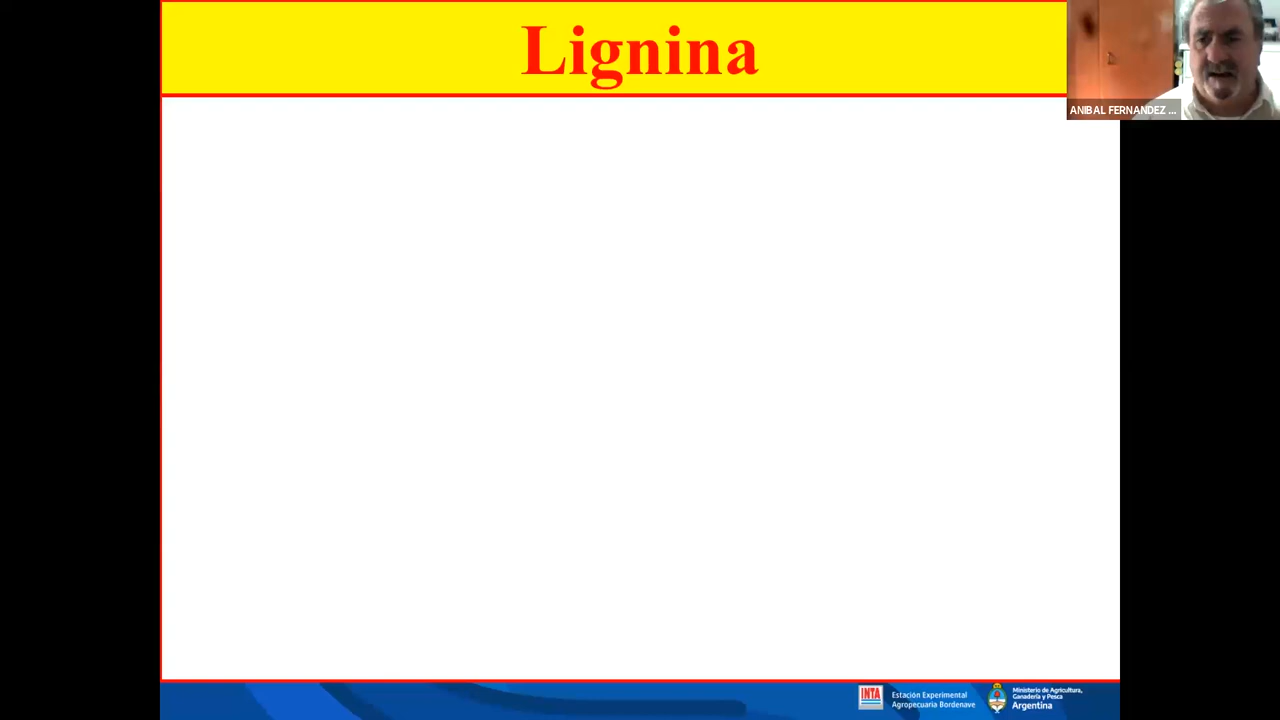 Lignina
ANIBAL FERNANDEZ ...
INTA
Estación Experimental
Agropecuaria Bordenave
Ministerio de Agricultura,
Ganadería y Pesca
Argentina